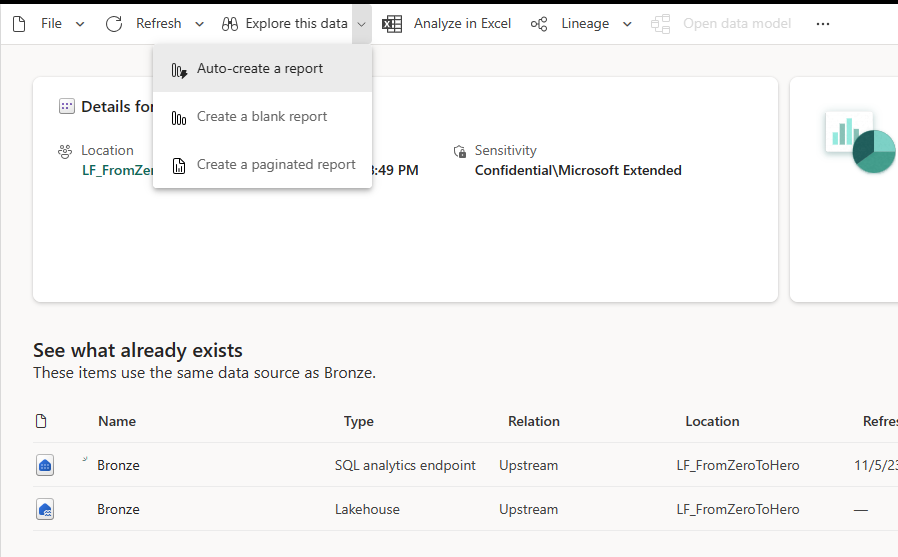 File Refresh Explore this data Analyze in Excel Lineage Open data model ...
Auto-create a report
Create a blank report
Create a paginated report
Details for
Location Sensitivity
LF_FromZer :49 PM Confidential\Microsoft Extended
See what already exists
These items use the same data source as Bronze.
Name Type Relation Location Refre
Bronze SQL analytics endpoint Upstream LF_FromZeroToHero 11/5/23
Bronze Lakehouse Upstream LF_FromZeroToHero —